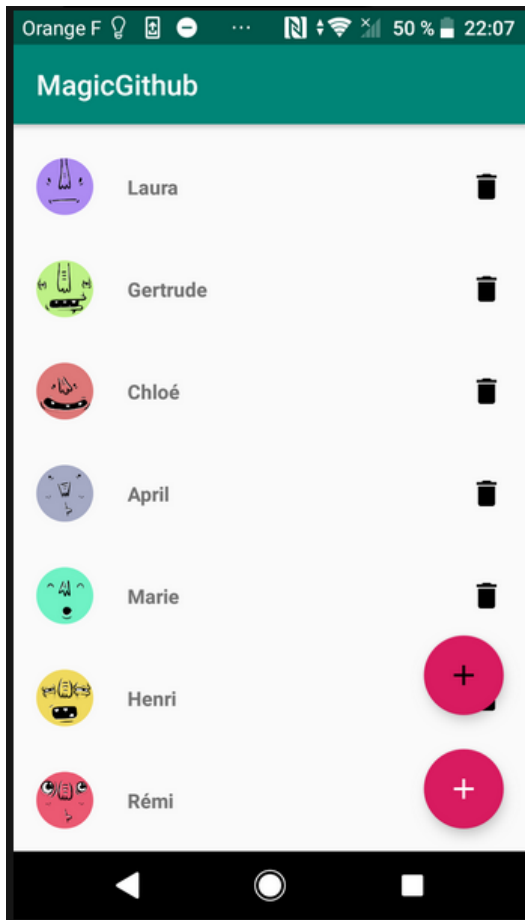 Orange F ... 50 % 22:07
MagicGithub
Laura
Gertrude
Chloé
April
Marie
Henri
Rémi